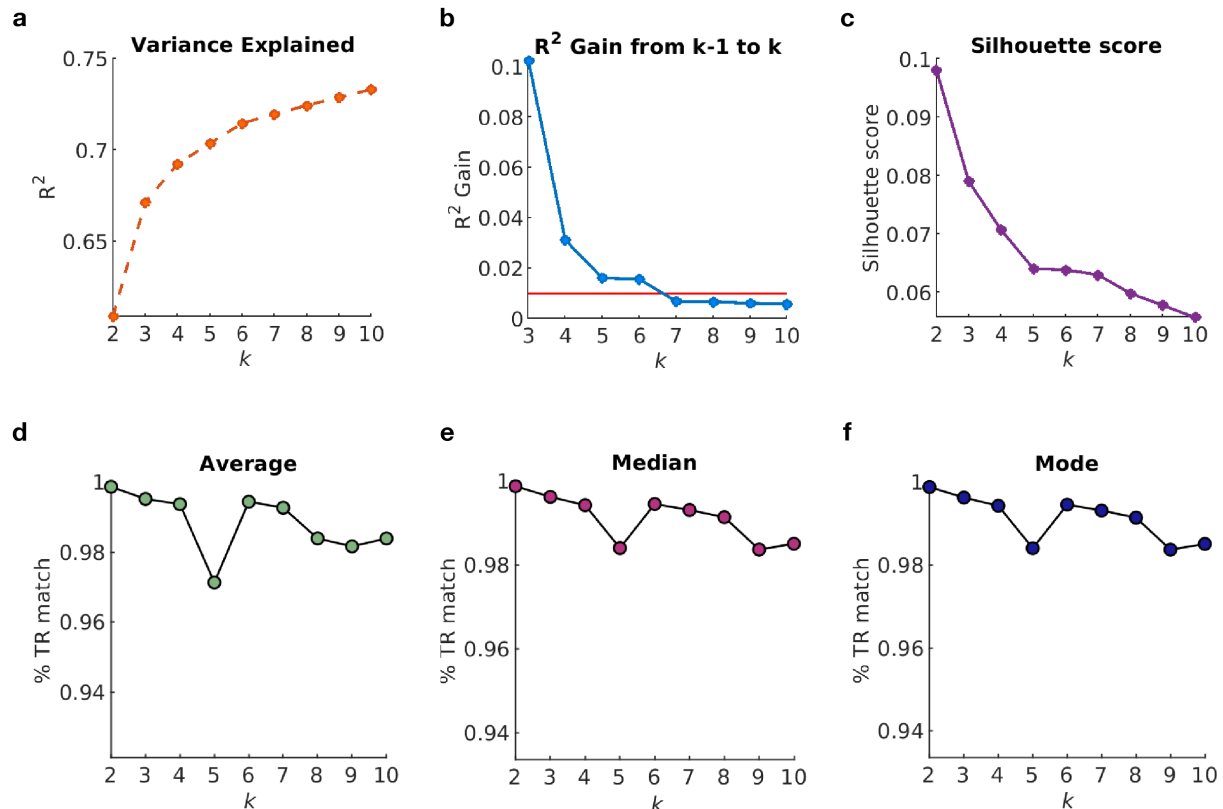 a
Variance Explained
0.75
0.7
0.65
R²
2 3 4 5 6 7 8 9 10
k
b
R² Gain from k-1 to k
0.1
0.08
0.06
0.04
0.02
0
R² Gain
3 4 5 6 7 8 9 10
k
c
Silhouette score
0.1
0.09
0.08
0.07
0.06
Silhouette score
2 3 4 5 6 7 8 9 10
k
d
Average
1
0.98
0.96
0.94
% TR match
2 3 4 5 6 7 8 9 10
k
e
Median
1
0.98
0.96
0.94
% TR match
2 3 4 5 6 7 8 9 10
k
f
Mode
1
0.98
0.96
0.94
% TR match
2 3 4 5 6 7 8 9 10
k